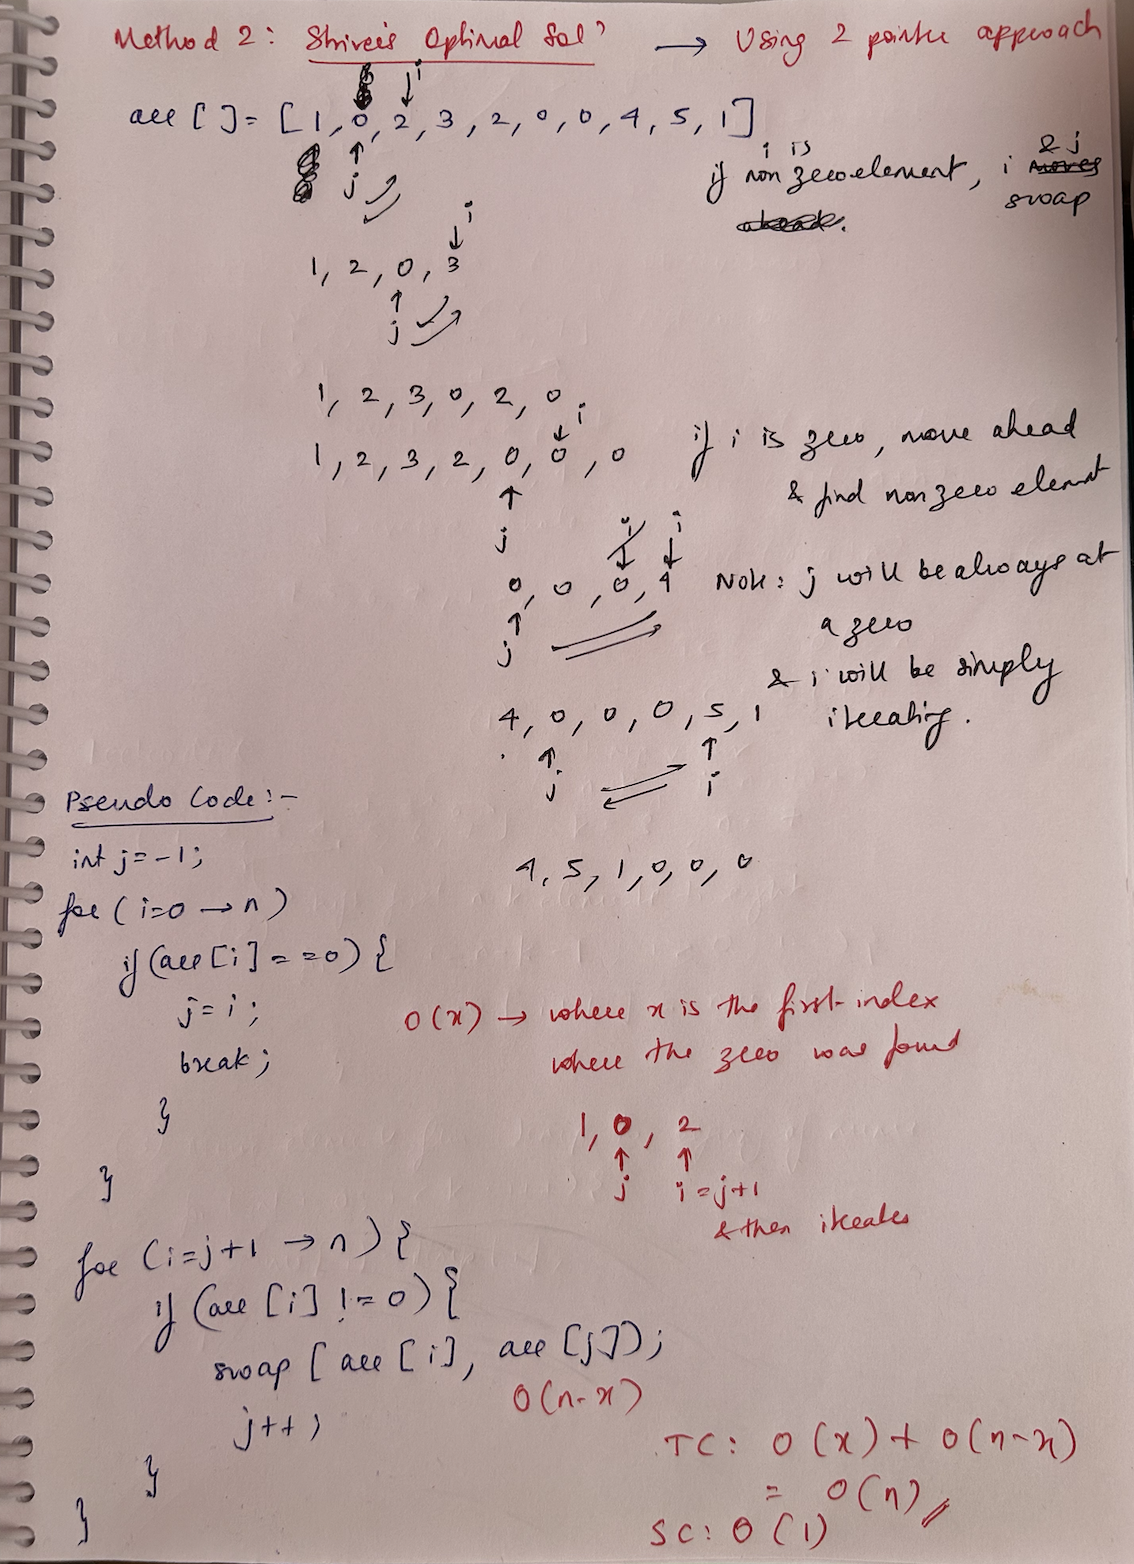 Method 2: Striver's Optimal Solⁿ → Using 2 pointer approach
i
arr [ ] = [1, 0, 2, 3, 2, 0, 0, 4, 5, 1]
j
if i is non zero element, i & j swap
i
1, 2, 0, 3
j
1, 2, 3, 0, 2, 0
i
1, 2, 3, 2, 0, 0, 0
j
if i is zero, move ahead
& find non zero element
i i
0, 0, 0, 4
j
Note: j will be always at
a zero
& i will be simply
iterating.
4, 0, 0, 0, 5, 1
j i
4, 5, 1, 0, 0, 0
Pseudo Code:-
int j=-1;
for (i=0 → n)
if (arr[i]==0) {
j=i;
break;
}
}
O(x) → where x is the first index
where the zero was found
1, 0, 2
j i=j+1
& then iterates
for (i=j+1 → n) {
if (arr [i] != 0) {
swap [ arr [i], arr [j]);
j++;
}
}
O(n-x)
TC: O(x) + O(n-x)
= O(n)
SC: O(1)